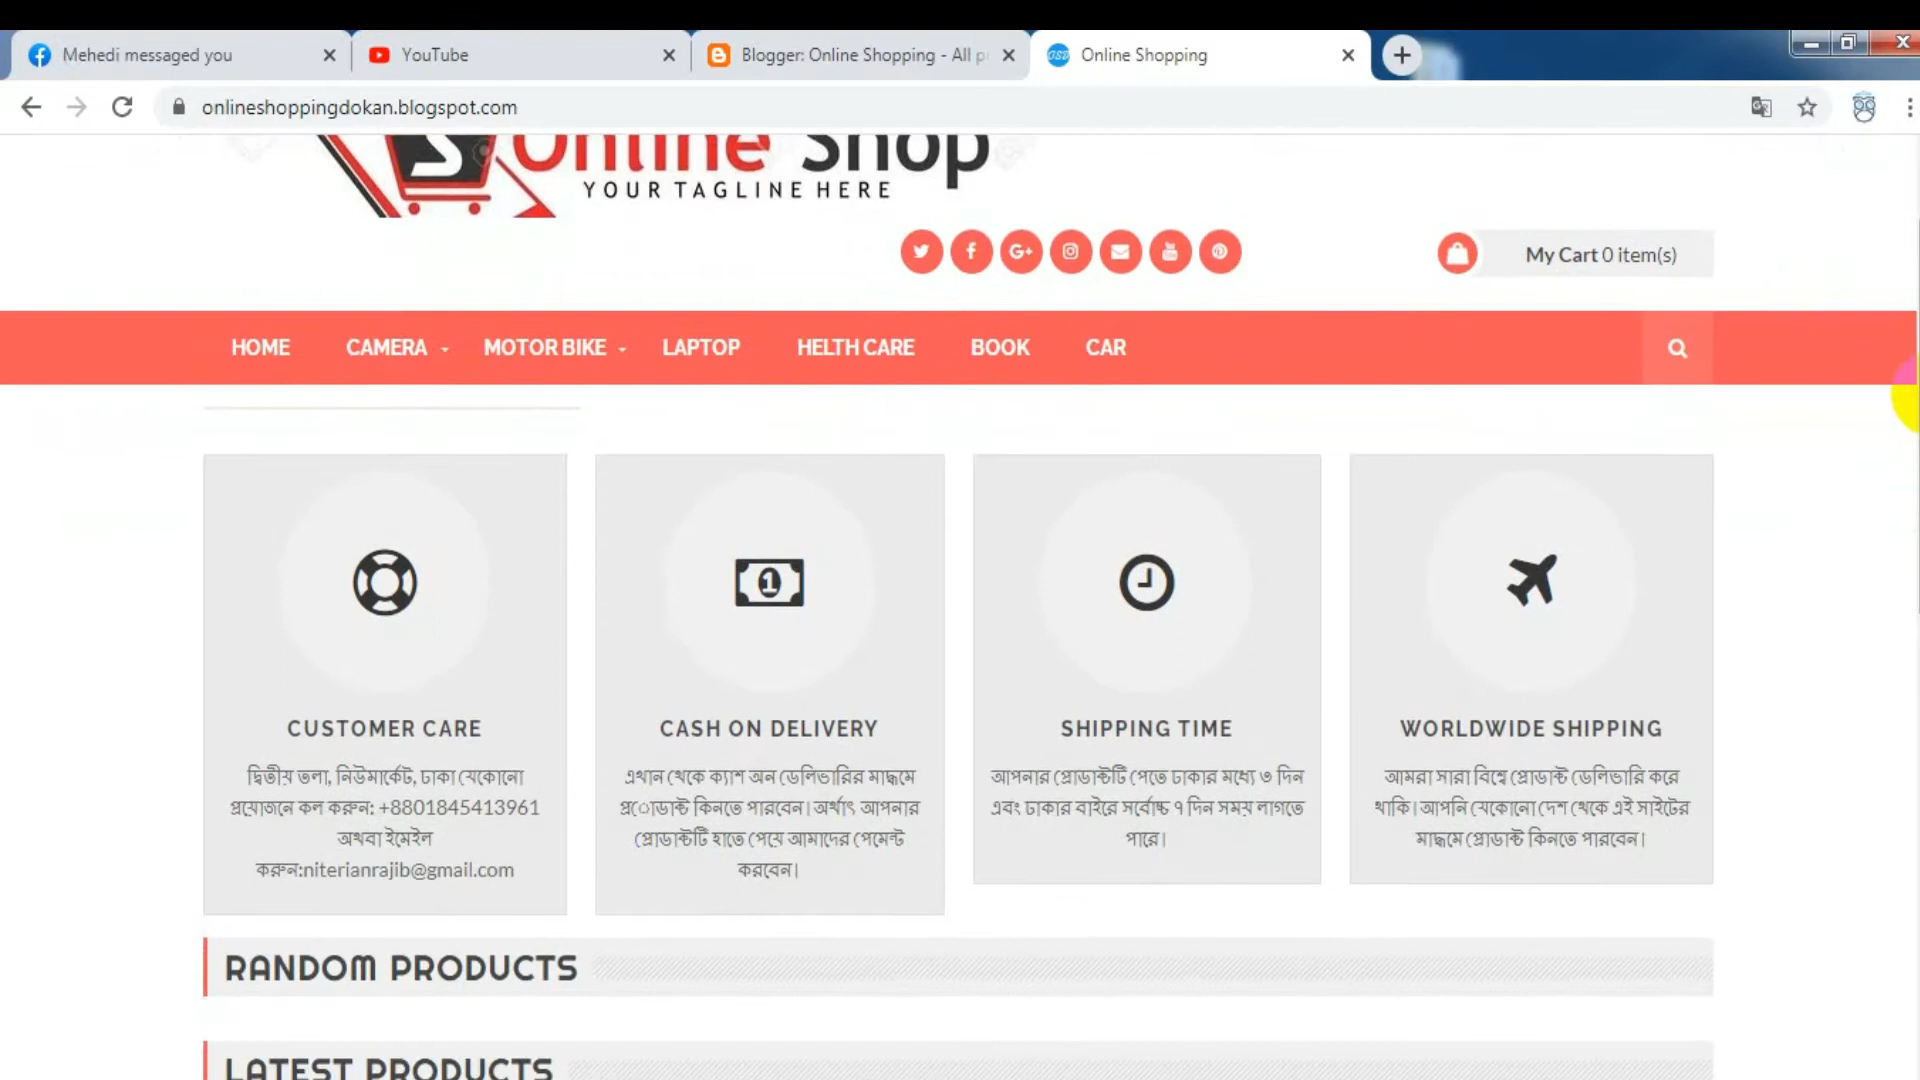 Mehedi messaged you
YouTube
Blogger: Online Shopping - All p
Online Shopping
onlineshoppingdokan.blogspot.com
Online Shop
YOUR TAGLINE HERE
My Cart 0 item(s)
HOME
CAMERA
MOTOR BIKE
LAPTOP
HELTH CARE
BOOK
CAR
CUSTOMER CARE
দ্বিতীয় তলা, নিউমার্কেট, ঢাকা যেকোনো
প্রয়োজনে কল করুন: +8801845413961
অথবা ইমেইল
করুন:niterianrajib@gmail.com
CASH ON DELIVERY
এখান থেকে ক্যাশ অন ডেলিভারির মাদ্ধমে
প্রোডাক্ট কিনতে পারবেন। অর্থাৎ আপনার
প্রোডাক্টটি হাতে পেয়ে আমাদের পেমেন্ট
করবেন।
SHIPPING TIME
আপনার প্রোডাক্টটি পেতে ঢাকার মধ্যে ৩ দিন
এবং ঢাকার বাইরে সর্বোচ্চ ৭ দিন সময় লাগতে
পারে।
WORLDWIDE SHIPPING
আমরা সারা বিশ্বে প্রোডাক্ট ডেলিভারি করে
থাকি। আপনি যেকোনো দেশ থেকে এই সাইটের
মাদ্ধমে প্রোডাক্ট কিনতে পারবেন।
RANDOM PRODUCTS
LATEST PRODUCTS